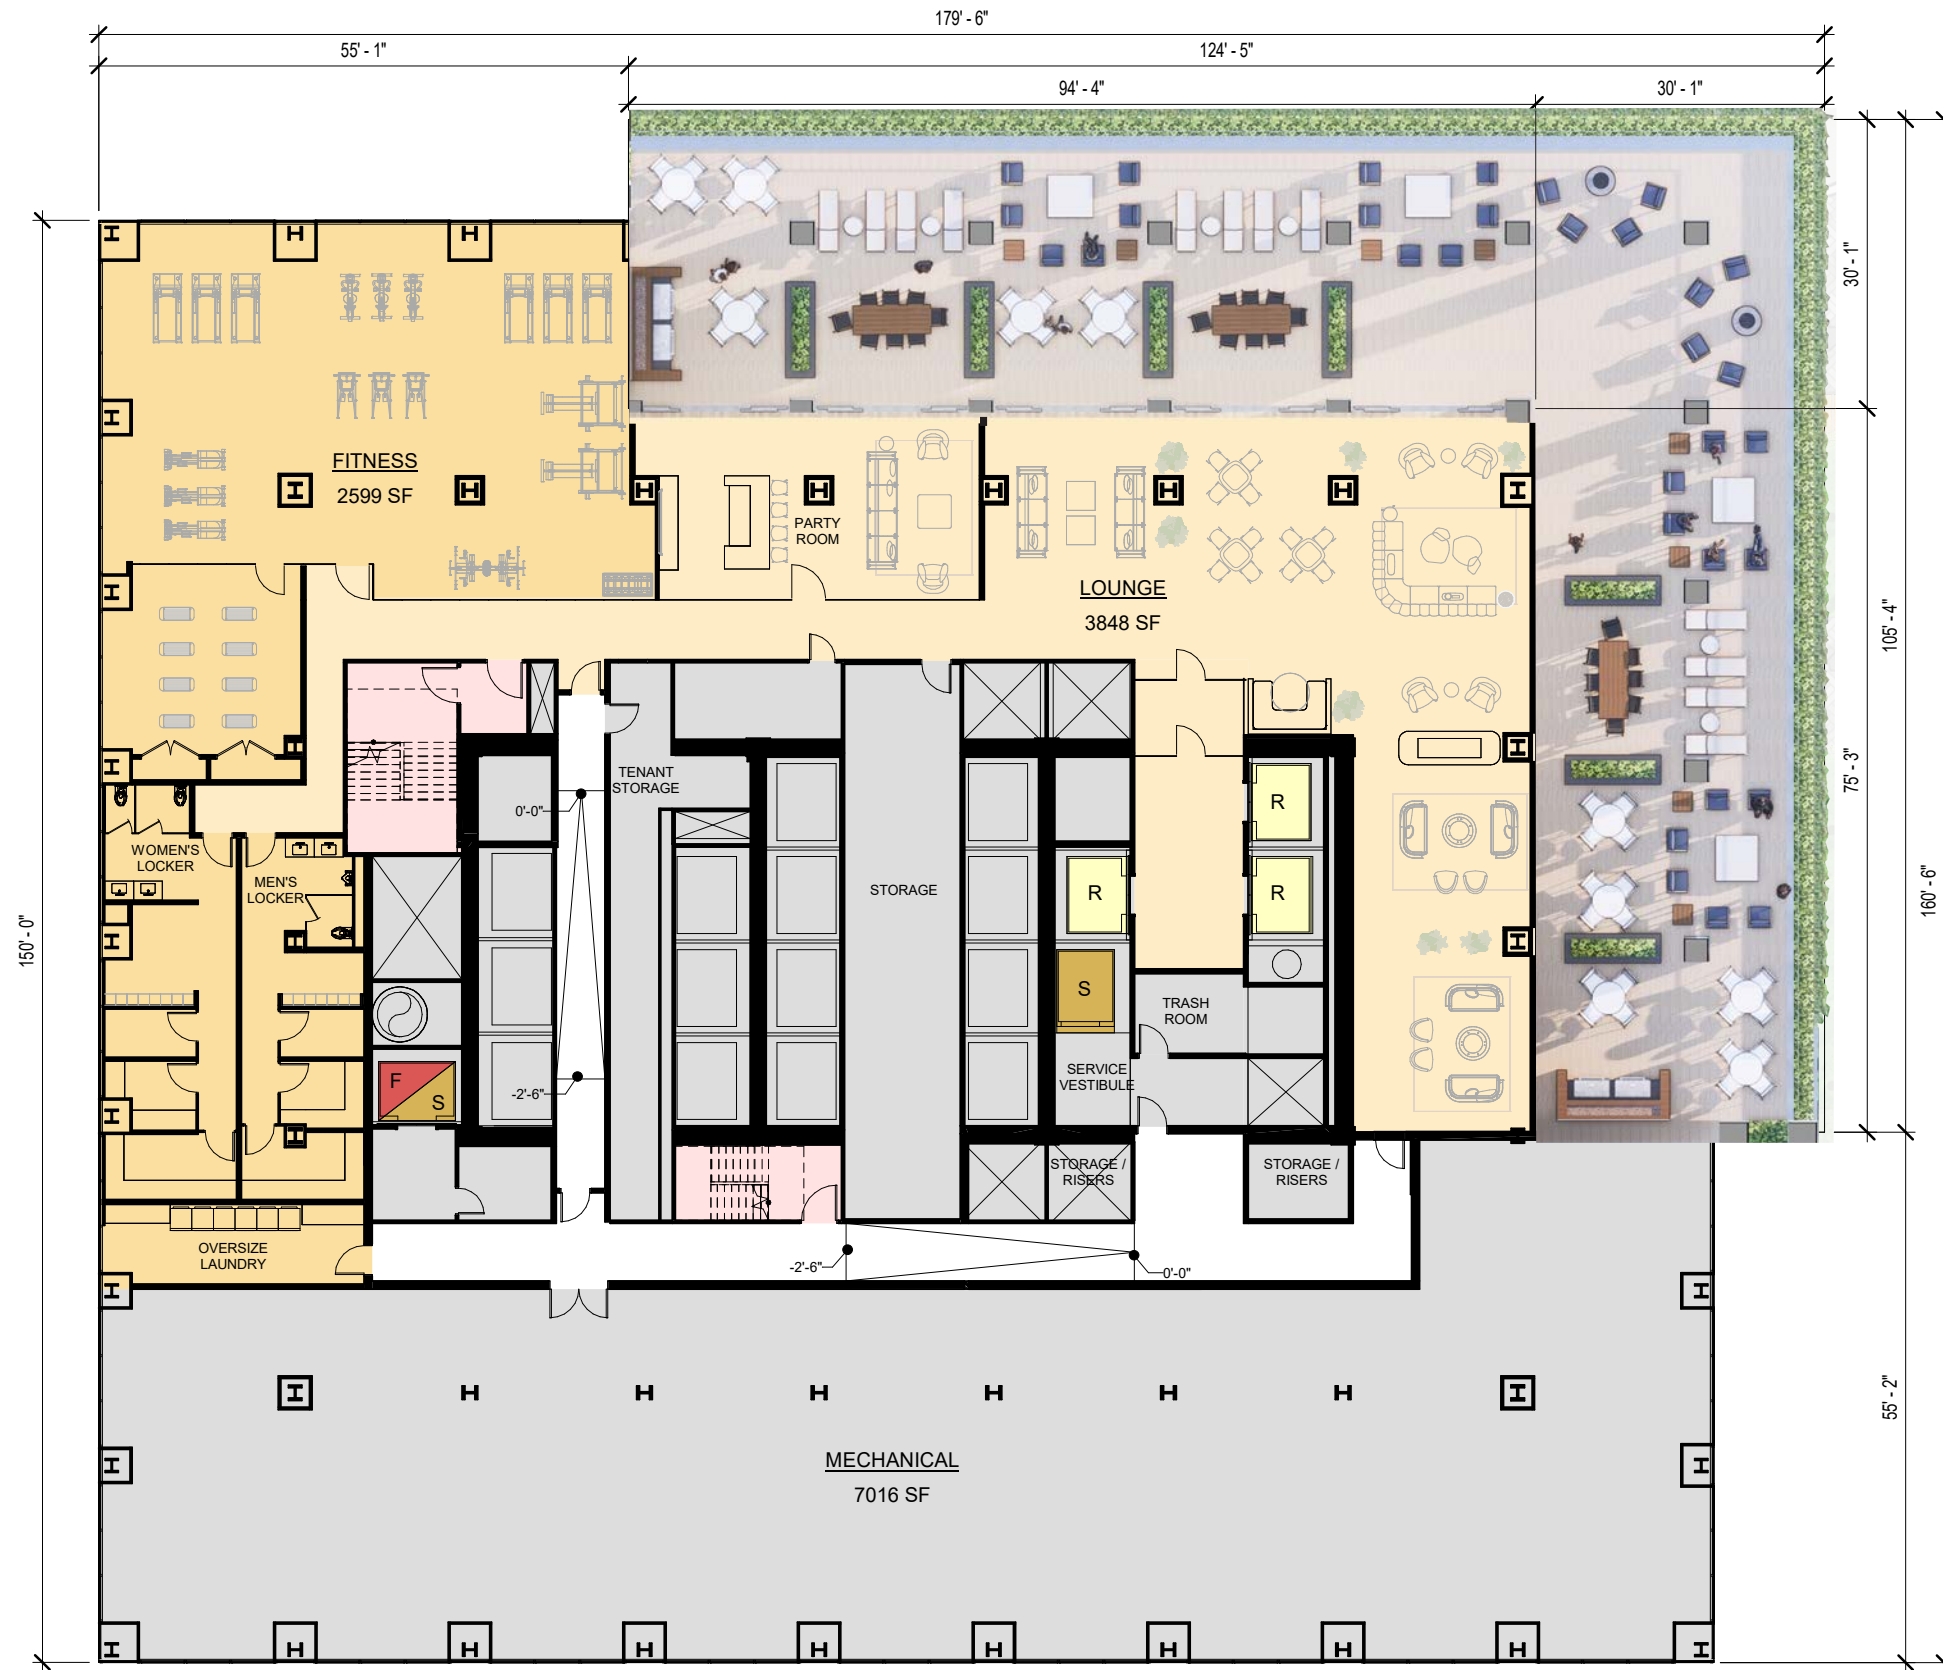 179' - 6"
55' - 1"
124' - 5"
94' - 4"
30' - 1"
30' - 1"
105' - 4"
75' - 3"
160' - 6"
150' - 0"
55' - 2"
FITNESS
2599 SF
PARTY
ROOM
LOUNGE
3848 SF
TENANT
STORAGE
0'-0"
R
WOMEN'S
LOCKER
MEN'S
LOCKER
STORAGE
R
R
S
TRASH
ROOM
F
S
-2'-6"
SERVICE
VESTIBULE
STORAGE /
RISERS
STORAGE /
RISERS
OVERSIZE
LAUNDRY
-2'-6"
0'-0"
MECHANICAL
7016 SF